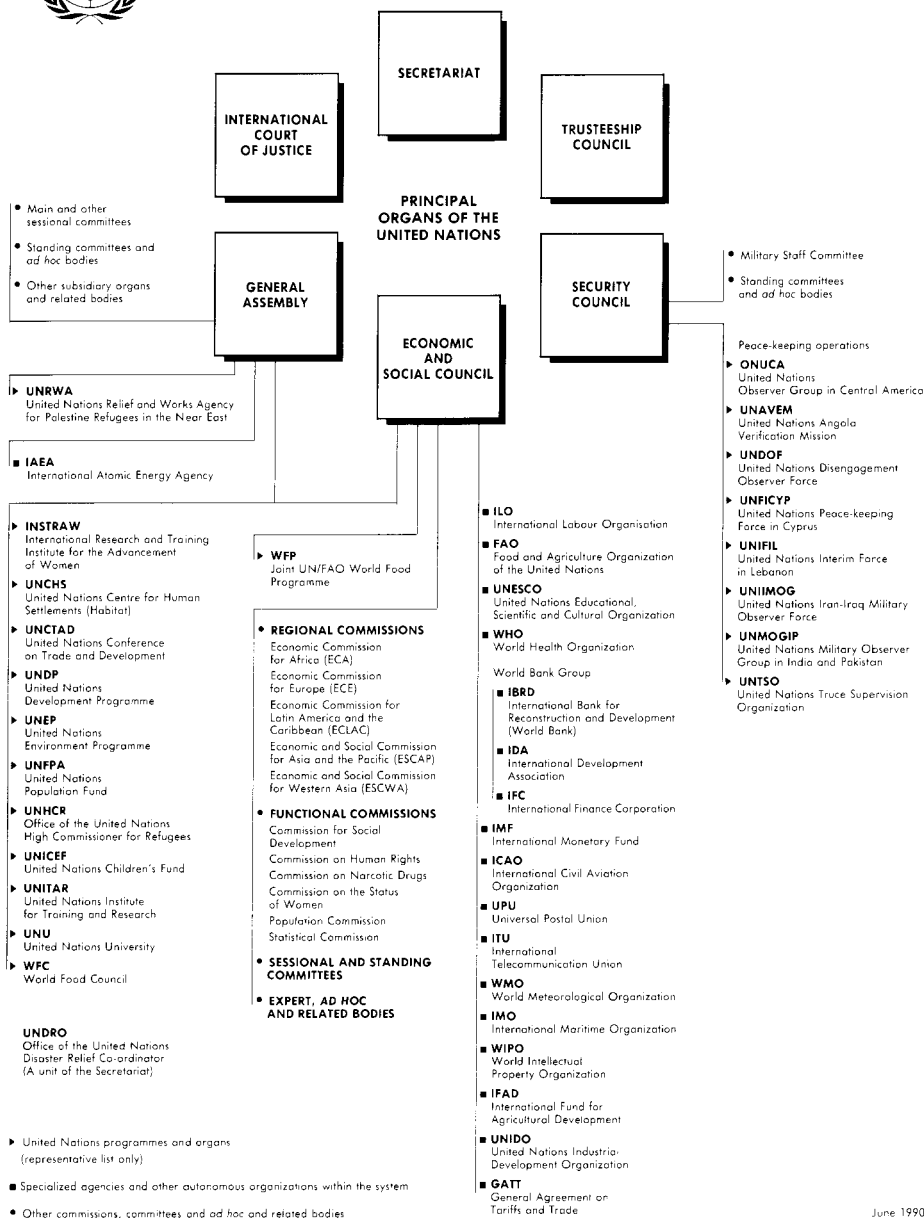 SECRETARIAT
INTERNATIONAL
COURT
OF JUSTICE
TRUSTEESHIP
COUNCIL
PRINCIPAL
ORGANS OF THE
UNITED NATIONS
• Main and other
sessional committees
• Standing committees and
ad hoc bodies
• Other subsidiary organs
and related bodies
GENERAL
ASSEMBLY
ECONOMIC
AND
SOCIAL COUNCIL
SECURITY
COUNCIL
• Military Staff Committee
• Standing committees
and ad hoc bodies
▶ UNRWA
United Nations Relief and Works Agency
for Palestine Refugees in the Near East
■ IAEA
International Atomic Energy Agency
▶ INSTRAW
International Research and Training
Institute for the Advancement
of Women
▶ UNCHS
United Nations Centre for Human
Settlements (Habitat)
▶ UNCTAD
United Nations Conference
on Trade and Development
▶ UNDP
United Nations
Development Programme
▶ UNEP
United Nations
Environment Programme
▶ UNFPA
United Nations
Population Fund
▶ UNHCR
Office of the United Nations
High Commissioner for Refugees
▶ UNICEF
United Nations Children's Fund
▶ UNITAR
United Nations Institute
for Training and Research
▶ UNU
United Nations University
▶ WFC
World Food Council
UNDRO
Office of the United Nations
Disaster Relief Co-ordinator
(A unit of the Secretariat)
▶ WFP
Joint UN/FAO World Food
Programme
• REGIONAL COMMISSIONS
Economic Commission
for Africa (ECA)
Economic Commission
for Europe (ECE)
Economic Commission for
Latin America and the
Caribbean (ECLAC)
Economic and Social Commission
for Asia and the Pacific (ESCAP)
Economic and Social Commission
for Western Asia (ESCWA)
• FUNCTIONAL COMMISSIONS
Commission for Social
Development
Commission on Human Rights
Commission on Narcotic Drugs
Commission on the Status
of Women
Population Commission
Statistical Commission
• SESSIONAL AND STANDING
COMMITTEES
• EXPERT, AD HOC
AND RELATED BODIES
■ ILO
International Labour Organisation
■ FAO
Food and Agriculture Organization
of the United Nations
■ UNESCO
United Nations Educational,
Scientific and Cultural Organization
■ WHO
World Health Organization
World Bank Group
■ IBRD
International Bank for
Reconstruction and Development
(World Bank)
■ IDA
International Development
Association
■ IFC
International Finance Corporation
■ IMF
International Monetary Fund
■ ICAO
International Civil Aviation
Organization
■ UPU
Universal Postal Union
■ ITU
International
Telecommunication Union
■ WMO
World Meteorological Organization
■ IMO
International Maritime Organization
■ WIPO
World Intellectual
Property Organization
■ IFAD
International Fund for
Agricultural Development
■ UNIDO
United Nations Industrial
Development Organization
■ GATT
General Agreement on
Tariffs and Trade
Peace-keeping operations
▶ ONUCA
United Nations
Observer Group in Central America
▶ UNAVEM
United Nations Angola
Verification Mission
▶ UNDOF
United Nations Disengagement
Observer Force
▶ UNFICYP
United Nations Peace-keeping
Force in Cyprus
▶ UNIFIL
United Nations Interim Force
in Lebanon
▶ UNIIMOG
United Nations Iran-Iraq Military
Observer Force
▶ UNMOGIP
United Nations Military Observer
Group in India and Pakistan
▶ UNTSO
United Nations Truce Supervision
Organization
▶ United Nations programmes and organs
(representative list only)
■ Specialized agencies and other autonomous organizations within the system
• Other commissions, committees and ad hoc and related bodies
June 1990